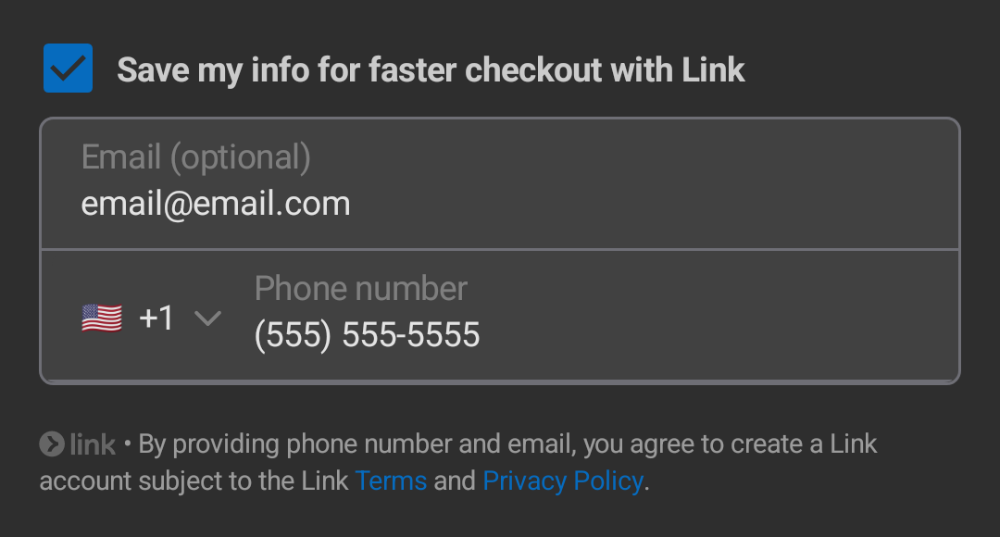 Save my info for faster checkout with Link
Email (optional)
email@email.com
Phone number
+1
(555) 555-5555
link • By providing phone number and email, you agree to create a Link
account subject to the Link Terms and Privacy Policy.